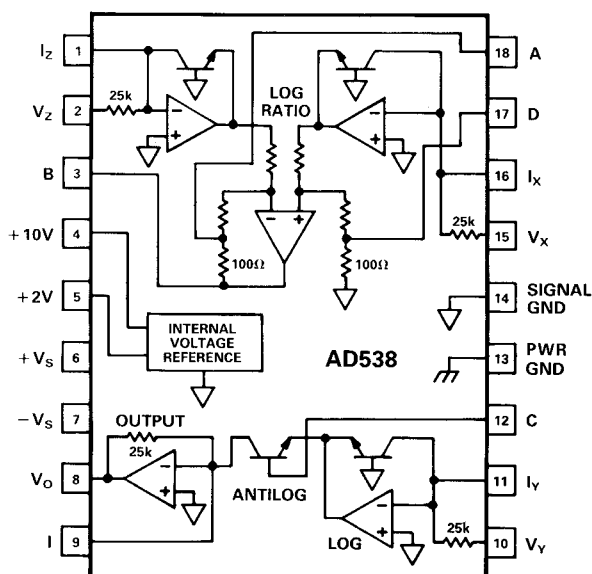 I_Z 1
V_Z 2
B 3
+10V 4
+2V 5
+V_S 6
−V_S 7
V_O 8
I 9
25k
−
+
LOG
RATIO
−
+
−
+
100Ω
100Ω
25k
INTERNAL
VOLTAGE
REFERENCE
AD538
OUTPUT
25k
−
+
ANTILOG
LOG
−
+
25k
18 A
17 D
16 I_X
15 V_X
14 SIGNAL
GND
13 PWR
GND
12 C
11 I_Y
10 V_Y